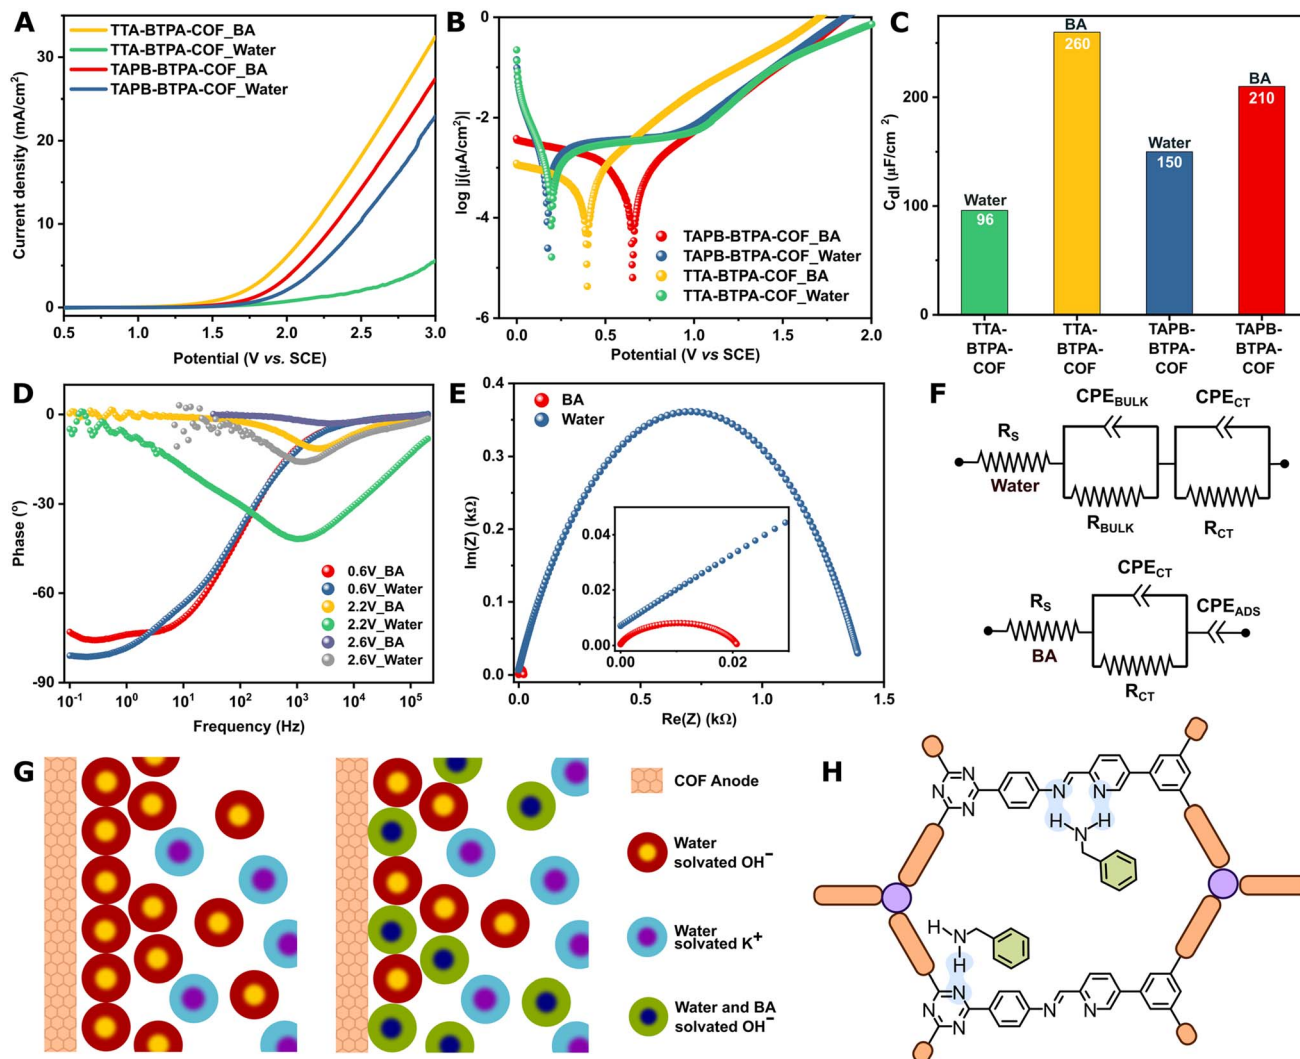 A
TTA-BTPA-COF_BA
TTA-BTPA-COF_Water
TAPB-BTPA-COF_BA
TAPB-BTPA-COF_Water
Current density (mA/cm²)
30
20
10
0
0.5
1.0
1.5
2.0
2.5
3.0
Potential (V vs. SCE)
B
log |j(µA/cm²)|
0
-2
-4
-6
TAPB-BTPA-COF_BA
TAPB-BTPA-COF_Water
TTA-BTPA-COF_BA
TTA-BTPA-COF_Water
0.0
0.5
1.0
1.5
2.0
Potential (V vs SCE)
C
C_dl (µF/cm⁻²)
200
100
0
Water
96
BA
260
Water
150
BA
210
TTA-
BTPA-
COF
TTA-
BTPA-
COF
TAPB-
BTPA-
COF
TAPB-
BTPA-
COF
D
Phase (°)
0
-30
-60
-90
0.6V_BA
0.6V_Water
2.2V_BA
2.2V_Water
2.6V_BA
2.6V_Water
10⁻¹
10⁰
10¹
10²
10³
10⁴
10⁵
Frequency (Hz)
E
Im(Z) (kΩ)
0.4
0.3
0.2
0.1
0.0
BA
Water
0.04
0.02
0.00
0.00
0.02
0.0
0.5
1.0
1.5
Re(Z) (kΩ)
F
CPE_BULK
CPE_CT
R_S
Water
R_BULK
R_CT
CPE_CT
R_S
CPE_ADS
BA
R_CT
G
COF Anode
Water
solvated OH⁻
Water
solvated K⁺
Water and BA
solvated OH⁻
H
N
N
N
N
N
H
H
N
H
N
H
N
N
N
N
N